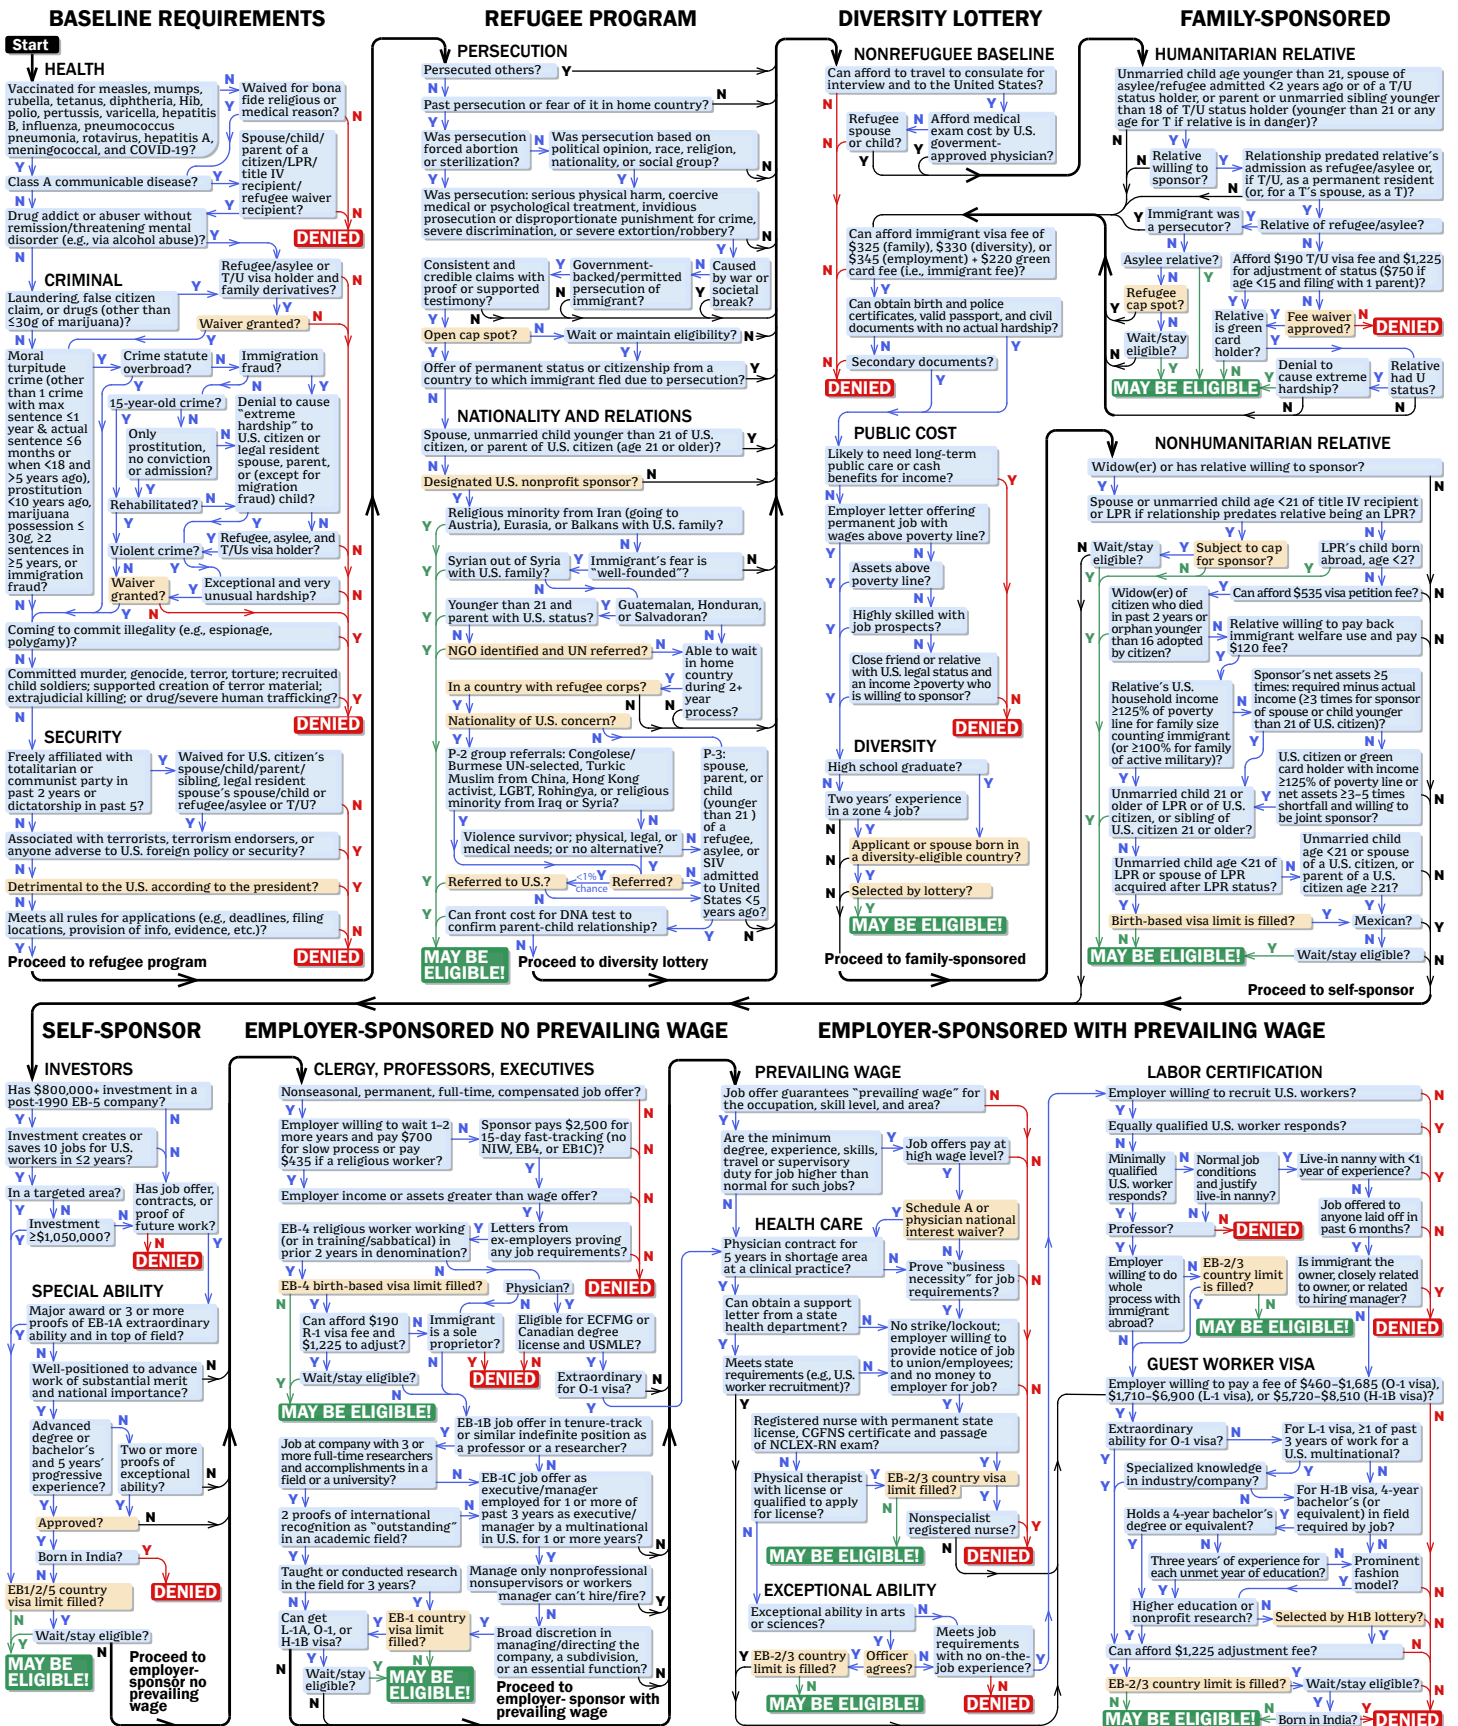 BASELINE REQUIREMENTS
Start
HEALTH
Vaccinated for measles, mumps,
rubella, tetanus, diphtheria, Hib,
polio, pertussis, varicella, hepatitis
B, influenza, pneumococcus
pneumonia, rotavirus, hepatitis A,
meningococcal, and COVID-19?
N
Y
Waived for bona
fide religious or
medical reason?
N
Y
Class A communicable disease?
Y
N
Spouse/child/
parent of a
citizen/LPR/
title IV
recipient/
refugee waiver
recipient?
Y
N
DENIED
Drug addict or abuser without
remission/threatening mental
disorder (e.g., via alcohol abuse)?
Y
N
Refugee/asylee or
T/U visa holder and
family derivatives?
N
Y
CRIMINAL
Laundering, false citizen
claim, or drugs (other than
≤30g of marijuana)?
Y
N
Waiver granted?
N
Y
Moral
turpitude
crime (other
than 1 crime
with max
sentence ≤1
year & actual
sentence ≤6
months or
when <18 and
>5 years ago),
prostitution
<10 years ago,
marijuana
possession ≤
30g, ≥2
sentences in
≥5 years, or
immigration
fraud?
Y
N
Crime statute
overbroad?
Y
N
Immigration
fraud?
N
Y
15-year-old crime?
Y
N
Only
prostitution,
no conviction
or admission?
N
Y
Rehabilitated?
N
Y
Denial to cause
“extreme
hardship” to
U.S. citizen or
legal resident
spouse, parent,
or (except for
migration
fraud) child?
Y
N
Refugee, asylee, and
T/Us visa holder?
Y
N
Violent crime?
Y
N
Exceptional and very
unusual hardship?
Y
N
Waiver
granted?
Y
N
Coming to commit illegality (e.g., espionage,
polygamy)?
Y
N
Committed murder, genocide, terror, torture; recruited
child soldiers; supported creation of terror material;
extrajudicial killing; or drug/severe human trafficking?
Y
N
DENIED
SECURITY
Freely affiliated with
totalitarian or
communist party in
past 2 years or
dictatorship in past 5?
Y
N
Waived for U.S. citizen’s
spouse/child/parent/
sibling, legal resident
spouse’s spouse/child or
refugee/asylee or T/U?
N
Y
Associated with terrorists, terrorism endorsers, or
anyone adverse to U.S. foreign policy or security?
Y
N
Detrimental to the U.S. according to the president?
Y
N
Meets all rules for applications (e.g., deadlines, filing
locations, provision of info, evidence, etc.)?
N
Y
DENIED
Proceed to refugee program
REFUGEE PROGRAM
PERSECUTION
Persecuted others?
Y
N
Past persecution or fear of it in home country?
N
Y
Was persecution
forced abortion
or sterilization?
N
Y
Was persecution based on
political opinion, race, religion,
nationality, or social group?
Y
N
Was persecution: serious physical harm, coercive
medical or psychological treatment, invidious
prosecution or disproportionate punishment for crime,
severe discrimination, or severe extortion/robbery?
N
Y
Caused
by war or
societal
break?
N
Y
Government-
backed/permitted
persecution of
immigrant?
Y
N
Consistent and
credible claims with
proof or supported
testimony?
Y
N
Open cap spot?
N
Y
Wait or maintain eligibility?
N
Y
Offer of permanent status or citizenship from a
country to which immigrant fled due to persecution?
Y
N
NATIONALITY AND RELATIONS
Spouse, unmarried child younger than 21 of U.S.
citizen, or parent of U.S. citizen (age 21 or older)?
Y
N
Designated U.S. nonprofit sponsor?
N
Y
Religious minority from Iran (going to
Austria), Eurasia, or Balkans with U.S. family?
Y
N
Immigrant’s fear is
“well-founded”?
Y
N
Syrian out of Syria
with U.S. family?
Y
N
Guatemalan, Honduran,
or Salvadoran?
Y
N
Younger than 21 and
parent with U.S. status?
Y
N
NGO identified and UN referred?
Y
N
Able to wait
in home
country
during 2+
year
process?
Y
N
In a country with refugee corps?
N
Y
Nationality of U.S. concern?
N
Y
P-2 group referrals: Congolese/
Burmese UN-selected, Turkic
Muslim from China, Hong Kong
activist, LGBT, Rohingya, or religious
minority from Iraq or Syria?
Y
N
P-3:
spouse,
parent, or
child
(younger
than 21 )
of a
refugee,
asylee, or
SIV
admitted
to United
States <5
years ago?
Y
N
Violence survivor; physical, legal, or
medical needs; or no alternative?
N
Y
Referred to U.S.?
Y
<1%
chance
Y
Referred?
N
Can front cost for DNA test to
confirm parent-child relationship?
Y
N
MAY BE
ELIGIBLE!
Proceed to diversity lottery
DIVERSITY LOTTERY
NONREFUGUEE BASELINE
Can afford to travel to consulate for
interview and to the United States?
N
Y
Afford medical
exam cost by U.S.
goverment-
approved physician?
N
Y
Refugee
spouse
or child?
N
Y
Can afford immigrant visa fee of
$325 (family), $330 (diversity), or
$345 (employment) + $220 green
card fee (i.e., immigrant fee)?
N
Y
Can obtain birth and police
certificates, valid passport, and civil
documents with no actual hardship?
N
Y
Secondary documents?
N
Y
DENIED
PUBLIC COST
Likely to need long-term
public care or cash
benefits for income?
Y
N
Employer letter offering
permanent job with
wages above poverty line?
Y
N
Assets above
poverty line?
Y
N
Highly skilled with
job prospects?
Y
N
Close friend or relative
with U.S. legal status and
an income ≥poverty who
is willing to sponsor?
Y
N
DENIED
DIVERSITY
High school graduate?
N
Y
Two years’ experience
in a zone 4 job?
N
Y
Applicant or spouse born in
a diversity-eligible country?
N
Y
Selected by lottery?
N
Y
MAY BE ELIGIBLE!
Proceed to family-sponsored
FAMILY-SPONSORED
HUMANITARIAN RELATIVE
Unmarried child age younger than 21, spouse of
asylee/refugee admitted <2 years ago or of a T/U
status holder, or parent or unmarried sibling younger
than 18 of T/U status holder (younger than 21 or any
age for T if relative is in danger)?
N
Y
Relative
willing to
sponsor?
N
Y
Relationship predated relative’s
admission as refugee/asylee or,
if T/U, as a permanent resident
(or, for a T’s spouse, as a T)?
N
Y
Relative of refugee/asylee?
Y
N
Immigrant was
a persecutor?
Y
N
Asylee relative?
N
Y
Refugee
cap spot?
Y
N
Wait/stay
eligible?
Y
N
Afford $190 T/U visa fee and $1,225
for adjustment of status ($750 if
age <15 and filing with 1 parent)?
Y
N
Fee waiver
approved?
Y
N
DENIED
Relative
is green
card
holder?
Y
N
Relative
had U
status?
Y
N
Denial to
cause extreme
hardship?
Y
N
MAY BE ELIGIBLE
NONHUMANITARIAN RELATIVE
Widow(er) or has relative willing to sponsor?
Y
N
Spouse or unmarried child age <21 of title IV recipient
or LPR if relationship predates relative being an LPR?
Y
N
Subject to cap
for sponsor?
Y
N
Wait/stay
eligible?
N
Y
LPR’s child born
abroad, age <2?
Y
N
Can afford $535 visa petition fee?
Y
N
Widow(er) of
citizen who died
in past 2 years or
orphan younger
than 16 adopted
by citizen?
Y
N
Relative willing to pay back
immigrant welfare use and pay
$120 fee?
Y
N
Relative’s U.S.
household income
≥125% of poverty
line for family size
counting immigrant
(or ≥100% for family
of active military)?
N
Y
Sponsor’s net assets ≥5
times: required minus actual
income (≥3 times for sponsor
of spouse or child younger
than 21 of U.S. citizen)?
Y
N
U.S. citizen or green
card holder with income
≥125% of poverty line or
net assets ≥3–5 times
shortfall and willing to
be joint sponsor?
Y
N
Unmarried child 21 or
older of LPR or of U.S.
citizen, or sibling of
U.S. citizen 21 or older?
Y
N
Unmarried child age <21 of
LPR or spouse of LPR
acquired after LPR status?
N
Y
Unmarried child
age <21 or spouse
of a U.S. citizen, or
parent of a U.S.
citizen age ≥21?
Y
N
Birth-based visa limit is filled?
Y
N
Mexican?
Y
N
Wait/stay eligible?
Y
N
MAY BE ELIGIBLE!
Proceed to self-sponsor
SELF-SPONSOR
INVESTORS
Has $800,000+ investment in a
post-1990 EB-5 company?
Y
N
Investment creates or
saves 10 jobs for U.S.
workers in ≤2 years?
Y
N
In a targeted area?
Y
N
Investment
≥$1,050,000?
Y
N
Has job offer,
contracts, or
proof of
future work?
N
Y
DENIED
SPECIAL ABILITY
Major award or 3 or more
proofs of EB-1A extraordinary
ability and in top of field?
Y
N
Well-positioned to advance
work of substantial merit
and national importance?
N
Y
Advanced
degree or
bachelor’s
and 5 years’
progressive
experience?
Y
N
Two or more
proofs of
exceptional
ability?
Y
N
Approved?
N
Y
Born in India?
Y
N
DENIED
EB1/2/5 country
visa limit filled?
N
Y
Wait/stay eligible?
Y
N
MAY BE
ELIGIBLE!
Proceed to
employer-
sponsor no
prevailing
wage
EMPLOYER-SPONSORED NO PREVAILING WAGE
CLERGY, PROFESSORS, EXECUTIVES
Nonseasonal, permanent, full-time, compensated job offer?
Y
N
Employer willing to wait 1–2
more years and pay $700
for slow process or pay
$435 if a religious worker?
N
Y
Sponsor pays $2,500 for
15-day fast-tracking (no
NIW, EB4, or EB1C)?
N
Y
Employer income or assets greater than wage offer?
N
Y
Letters from
ex-employers proving
any job requirements?
Y
N
DENIED
EB-4 religious worker working
(or in training/sabbatical) in
prior 2 years in denomination?
Y
N
EB-4 birth-based visa limit filled?
N
Y
Physician?
N
Y
Can afford $190
R-1 visa fee and
$1,225 to adjust?
N
Y
Immigrant
is a sole
proprietor?
N
Y
Eligible for ECFMG or
Canadian degree
license and USMLE?
N
Y
DENIED
Wait/stay eligible?
Y
N
MAY BE ELIGIBLE!
Extraordinary
for O-1 visa?
N
Y
EB-1B job offer in tenure-track
or similar indefinite position as
a professor or a researcher?
Y
N
Job at company with 3 or
more full-time researchers
and accomplishments in a
field or a university?
N
Y
EB-1C job offer as
executive/manager
employed for 1 or more of
past 3 years as executive/
manager by a multinational
in U.S. for 1 or more years?
Y
N
2 proofs of international
recognition as “outstanding”
in an academic field?
N
Y
Taught or conducted research
in the field for 3 years?
Y
N
Manage only nonprofessional
nonsupervisors or workers
manager can’t hire/fire?
N
Y
Can get
L-1A, O-1, or
H-1B visa?
Y
N
EB-1 country
visa limit
filled?
Y
N
Broad discretion in
managing/directing the
company, a subdivision,
or an essential function?
Y
N
Wait/stay
eligible?
Y
N
MAY BE
ELIGIBLE!
Proceed to
employer- sponsor with
prevailing wage
EMPLOYER-SPONSORED WITH PREVAILING WAGE
PREVAILING WAGE
Job offer guarantees “prevailing wage” for
the occupation, skill level, and area?
N
Y
Are the minimum
degree, experience, skills,
travel or supervisory
duty for job higher than
normal for such jobs?
Y
N
Job offers pay at
high wage level?
N
Y
Schedule A or
physician national
interest waiver?
Y
N
HEALTH CARE
Physician contract for
5 years in shortage area
at a clinical practice?
Y
N
Prove “business
necessity” for job
requirements?
N
Y
Can obtain a support
letter from a state
health department?
Y
N
No strike/lockout;
employer willing to
provide notice of job
to union/employees;
and no money to
employer for job?
N
Y
Meets state
requirements (e.g., U.S.
worker recruitment)?
N
Y
Registered nurse with permanent state
license, CGFNS certificate and passage
of NCLEX-RN exam?
N
Y
Physical therapist
with license or
qualified to apply
for license?
Y
N
EB-2/3 country visa
limit filled?
N
Y
Nonspecialist
registered nurse?
Y
N
MAY BE ELIGIBLE!
DENIED
EXCEPTIONAL ABILITY
Exceptional ability in arts
or sciences?
N
Y
Officer
agrees?
Y
N
Meets job
requirements
with no on-the-
job experience?
Y
N
EB-2/3 country
limit is filled?
Y
N
MAY BE ELIGIBLE!
DENIED
LABOR CERTIFICATION
Employer willing to recruit U.S. workers?
N
Y
Equally qualified U.S. worker responds?
Y
N
Minimally
qualified
U.S. worker
responds?
N
Y
Normal job
conditions
and justify
live-in nanny?
Y
N
Live-in nanny with <1
year of experience?
Y
N
Professor?
N
Y
DENIED
Job offered to
anyone laid off in
past 6 months?
N
Y
Employer
willing to do
whole
process with
immigrant
abroad?
N
Y
EB-2/3
country limit
is filled?
N
Y
Is immigrant the
owner, closely related
to owner, or related
to hiring manager?
Y
N
MAY BE ELIGIBLE!
DENIED
GUEST WORKER VISA
Employer willing to pay a fee of $460–$1,685 (O-1 visa),
$1,710–$6,900 (L-1 visa), or $5,720–$8,510 (H-1B visa)?
Y
N
Extraordinary
ability for O-1 visa?
N
Y
For L-1 visa, ≥1 of past
3 years of work for a
U.S. multinational?
Y
N
Specialized knowledge
in industry/company?
Y
N
For H-1B visa, 4-year
bachelor’s (or
equivalent) in field
required by job?
Y
N
Holds a 4-year bachelor’s
degree or equivalent?
Y
N
Three years’ of experience for
each unmet year of education?
N
Y
Prominent
fashion
model?
Y
N
Higher education or
nonprofit research?
N
Y
Selected by H1B lottery?
N
Y
Can afford $1,225 adjustment fee?
N
Y
EB-2/3 country limit is filled?
Y
N
Wait/stay eligible?
N
Y
Born in India?
N
Y
MAY BE ELIGIBLE!
DENIED